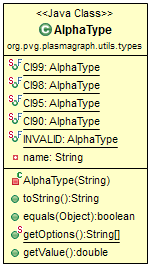 <<Java Class>>
AlphaType
org.pvg.plasmagraph.utils.types
CI99: AlphaType
CI98: AlphaType
CI95: AlphaType
CI90: AlphaType
INVALID: AlphaType
name: String
AlphaType(String)
toString():String
equals(Object):boolean
getOptions():String[]
getValue():double